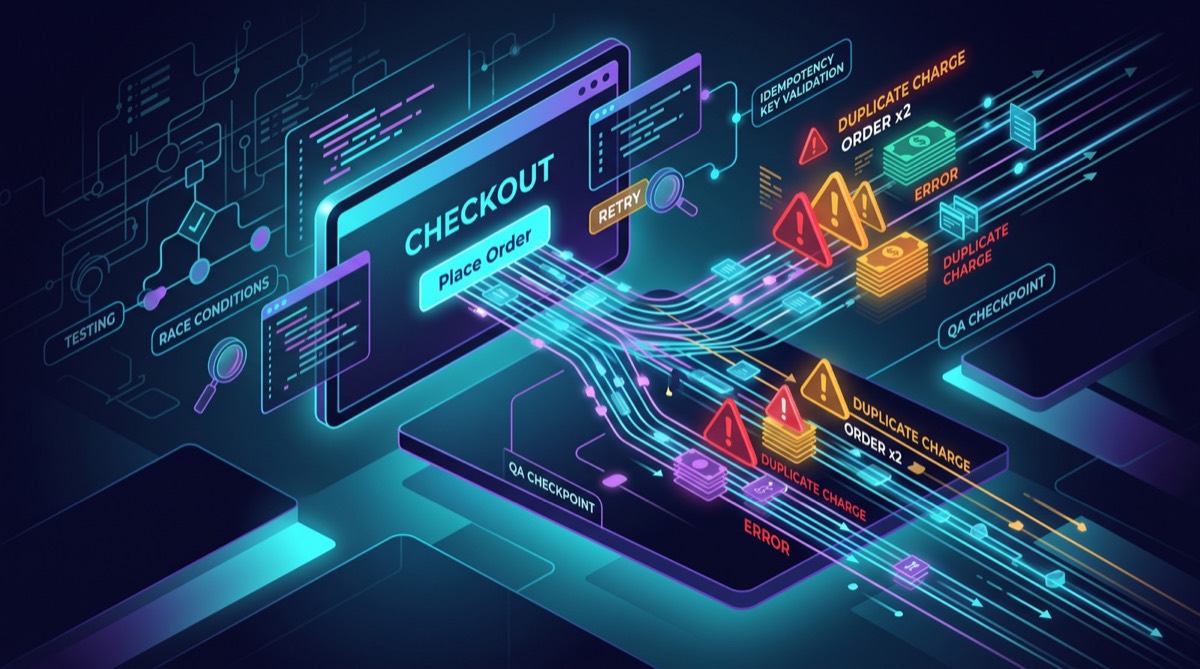 IDEMPOTENCY
KEY VALIDATION
DUPLICATE CHARGE
ORDER x2
CHECKOUT
Place Order
RETRY
ERROR
DUPLICATE
CHARGE
TESTING
RACE CONDITIONS
QA CHECKPOINT
DUPLICATE CHARGE
ORDER x2
QA CHECKPOINT
DUPLICATE CHARGE
ERROR